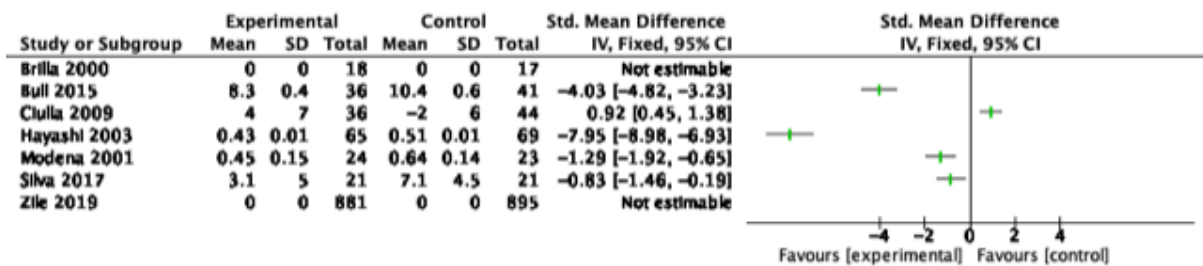 Experimental Control Std. Mean Difference Std. Mean Difference
Study or Subgroup Mean SD Total Mean SD Total IV, Fixed, 95% CI IV, Fixed, 95% CI
Brilla 2000 0 0 18 0 0 17 Not estimable
Bull 2015 8.3 0.4 36 10.4 0.6 41 −4.03 [−4.82, −3.23]
Ciulla 2009 4 7 36 −2 6 44 0.92 [0.45, 1.38]
Hayashi 2003 0.43 0.01 65 0.51 0.01 69 −7.95 [−8.98, −6.93]
Modena 2001 0.45 0.15 24 0.64 0.14 23 −1.29 [−1.92, −0.65]
Silva 2017 3.1 5 21 7.1 4.5 21 −0.83 [−1.46, −0.19]
Zile 2019 0 0 881 0 0 895 Not estimable
−4 −2 0 2 4
Favours [experimental] Favours [control]